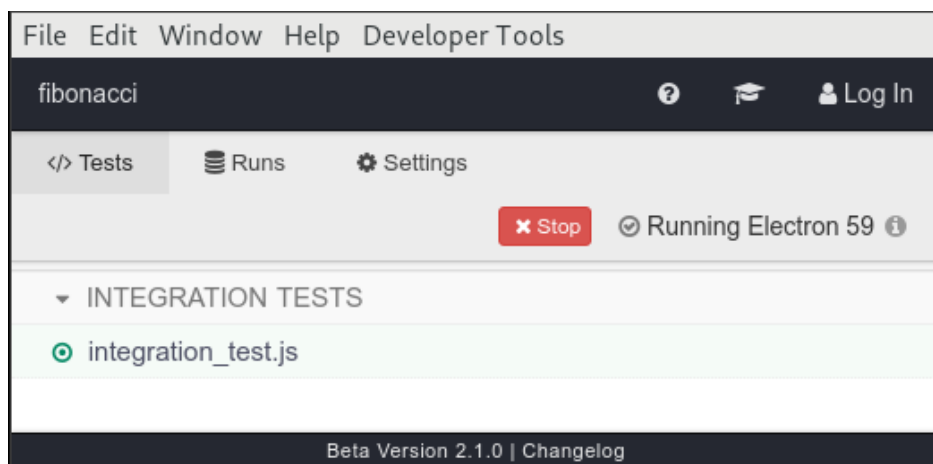 File Edit Window Help Developer Tools
fibonacci Log In
</> Tests Runs Settings
Stop Running Electron 59
INTEGRATION TESTS
integration_test.js
Beta Version 2.1.0 | Changelog